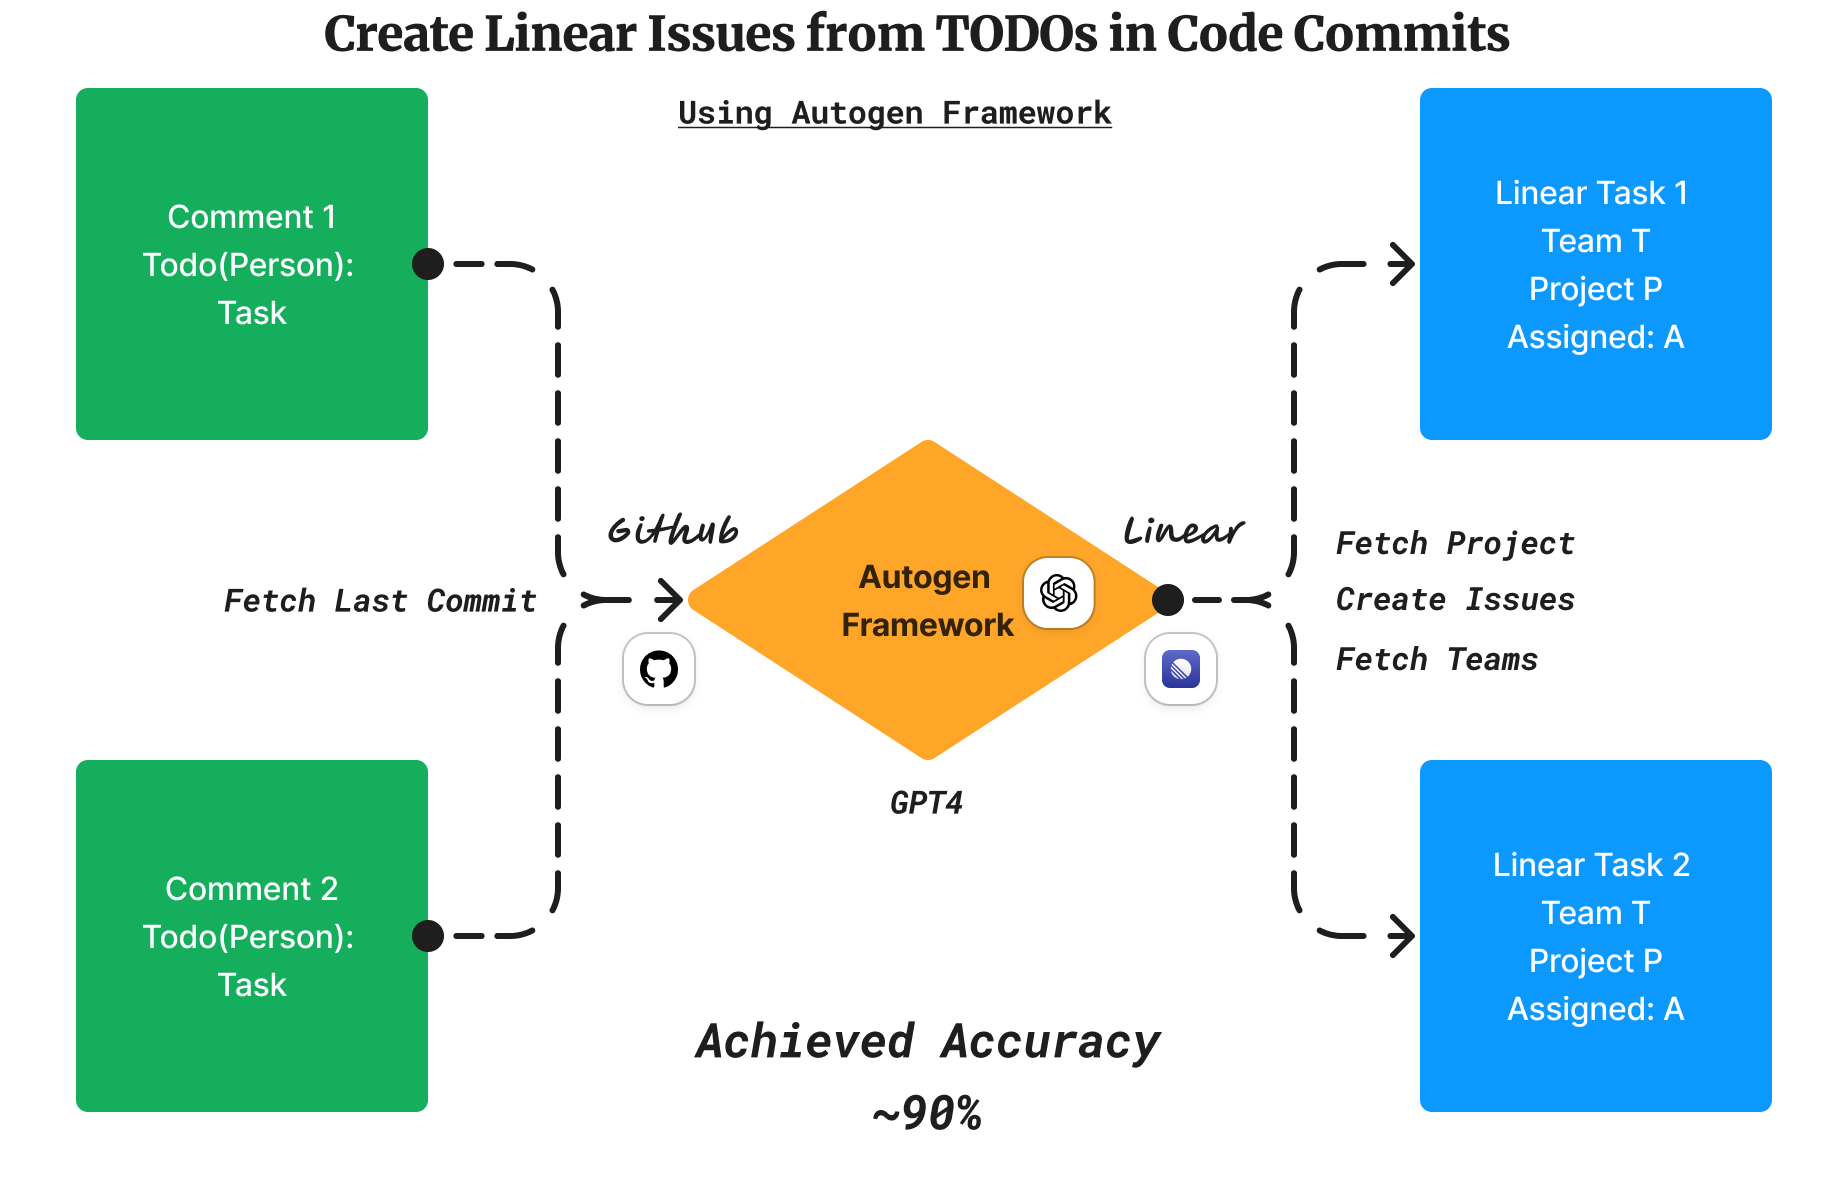 Create Linear Issues from TODOs in Code Commits
Using Autogen Framework
Comment 1
Todo(Person):
Task
Linear Task 1
Team T
Project P
Assigned: A
Github
Linear
Fetch Last Commit
Autogen
Framework
Fetch Project
Create Issues
Fetch Teams
GPT4
Comment 2
Todo(Person):
Task
Linear Task 2
Team T
Project P
Assigned: A
Achieved Accuracy
~90%